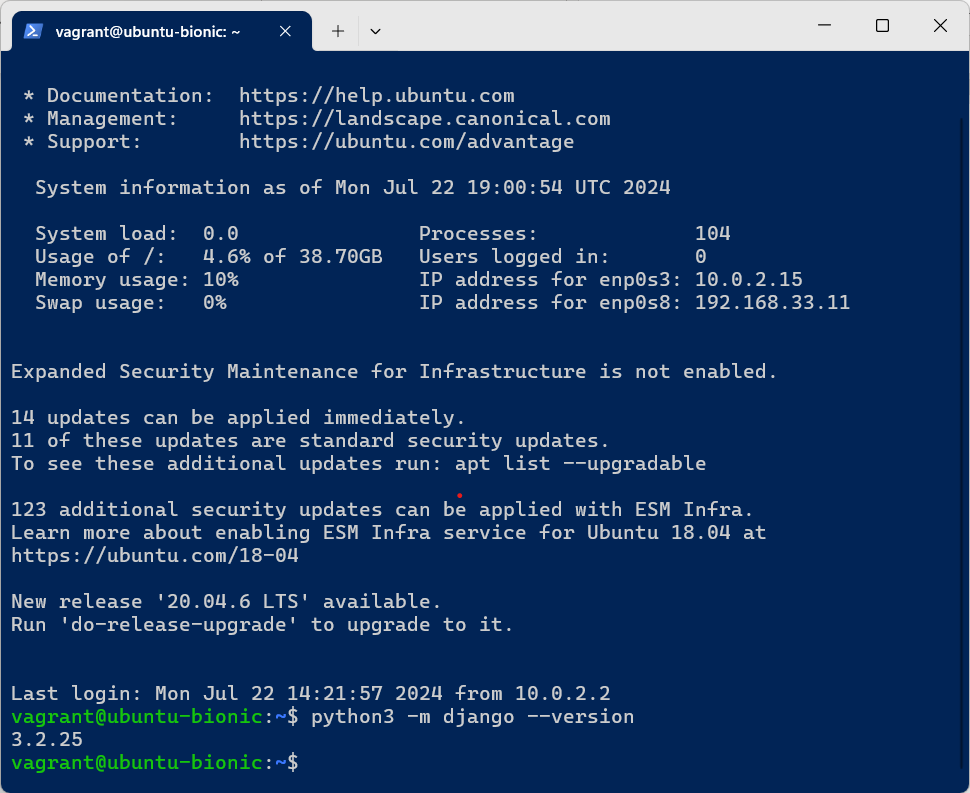 vagrant@ubuntu-bionic: ~
 * Documentation:  https://help.ubuntu.com
 * Management:     https://landscape.canonical.com
 * Support:        https://ubuntu.com/advantage
  System information as of Mon Jul 22 19:00:54 UTC 2024
  System load:  0.0               Processes:             104
  Usage of /:   4.6% of 38.70GB   Users logged in:       0
  Memory usage: 10%               IP address for enp0s3: 10.0.2.15
  Swap usage:   0%                IP address for enp0s8: 192.168.33.11
Expanded Security Maintenance for Infrastructure is not enabled.
14 updates can be applied immediately.
11 of these updates are standard security updates.
To see these additional updates run: apt list --upgradable
123 additional security updates can be applied with ESM Infra.
Learn more about enabling ESM Infra service for Ubuntu 18.04 at
https://ubuntu.com/18-04
New release '20.04.6 LTS' available.
Run 'do-release-upgrade' to upgrade to it.
Last login: Mon Jul 22 14:21:57 2024 from 10.0.2.2
vagrant@ubuntu-bionic:~$ python3 -m django --version
3.2.25
vagrant@ubuntu-bionic:~$